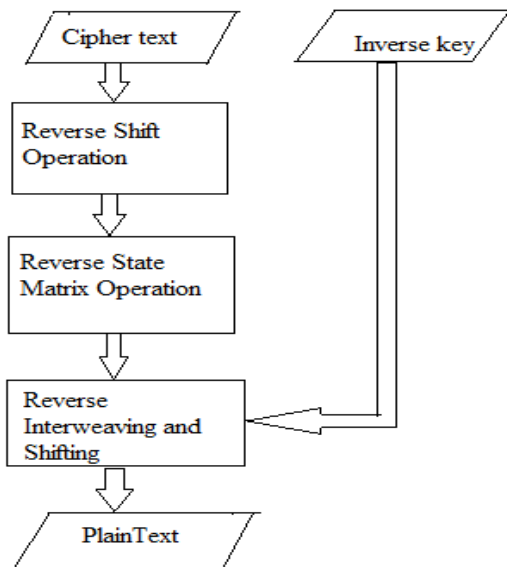 Cipher text
Inverse key
Reverse Shift
Operation
Reverse State
Matrix Operation
Reverse
Interweaving and
Shifting
PlainText